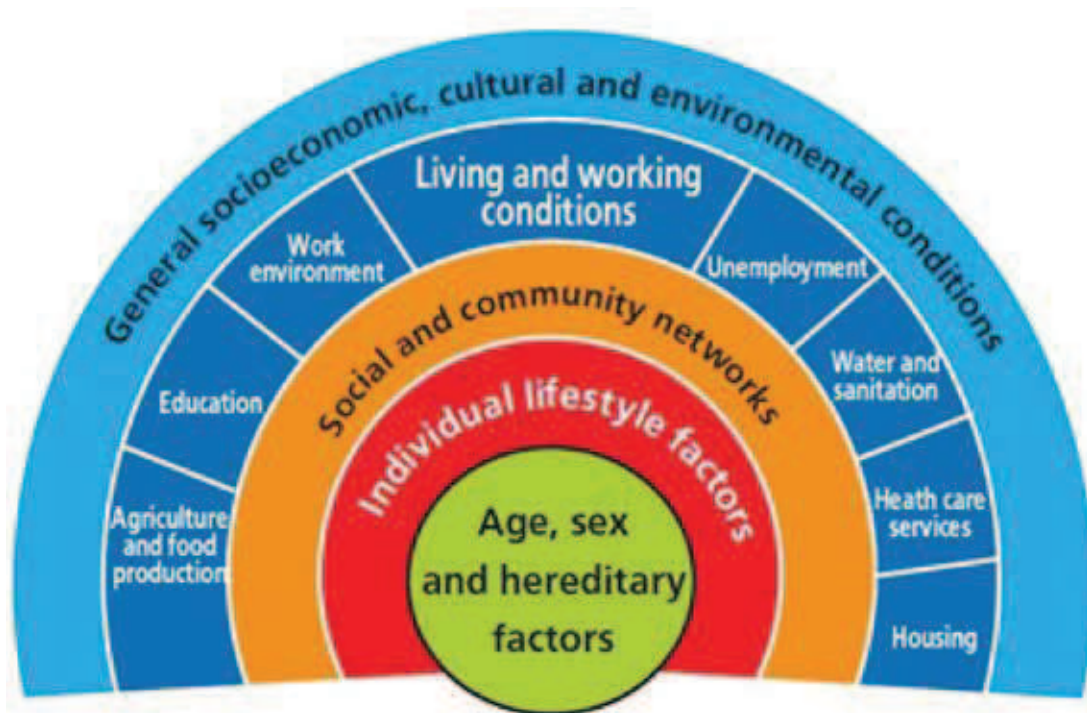 General socioeconomic, cultural and environmental conditions
Living and working
conditions
Work
environment
Unemployment
Education
Water and
sanitation
Agriculture
and food
production
Heath care
services
Housing
Social and community networks
Individual lifestyle factors
Age, sex
and hereditary
factors